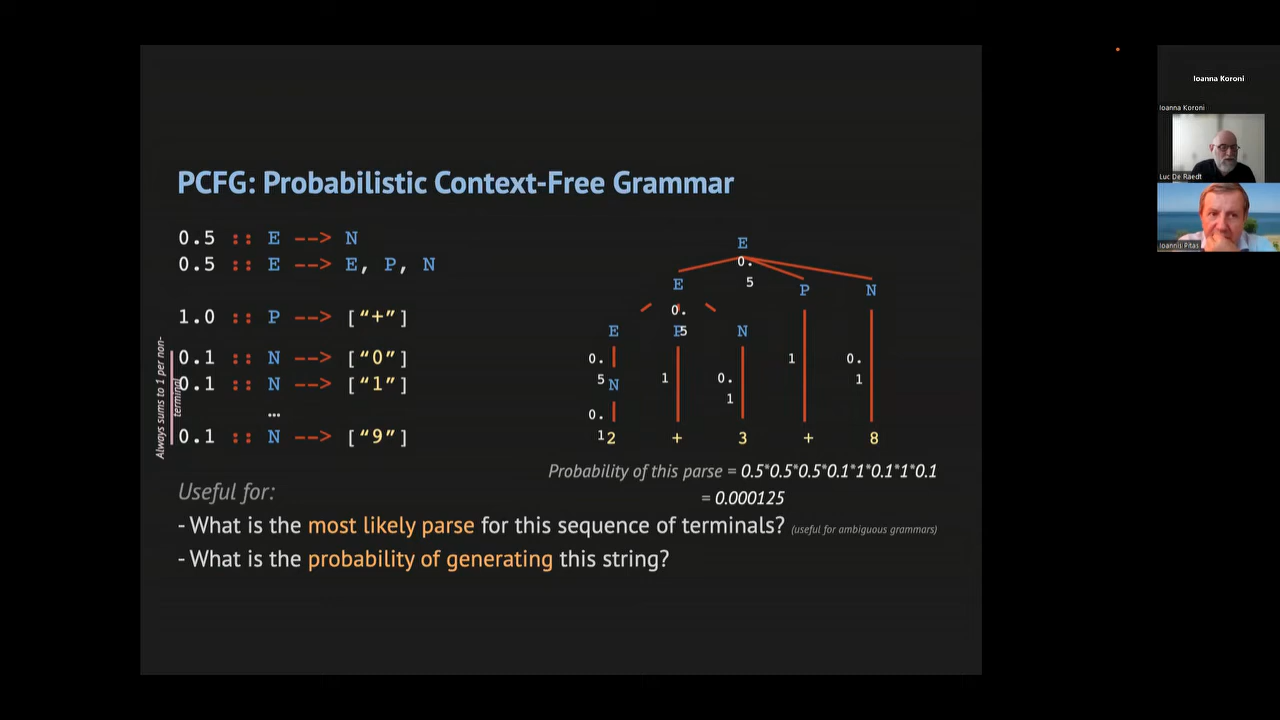 PCFG: Probabilistic Context-Free Grammar
0.5 :: E --> N
0.5 :: E --> E, P, N
1.0 :: P --> [“+”]
0.1 :: N --> [“0”]
0.1 :: N --> [“1”]
…
0.1 :: N --> [“9”]
Always sums to 1 per non-
terminal
E
0.
5
E P N
0.
5
E P N
0.
5
N
0.
1
1
0.
1
1
0.
1
2 + 3 + 8
Probability of this parse = 0.5*0.5*0.5*0.1*1*0.1*1*0.1
= 0.000125
Useful for:
- What is the most likely parse for this sequence of terminals? (useful for ambiguous grammars)
- What is the probability of generating this string?
Ioanna Koroni
Ioanna Koroni
Luc De Raedt
Ioannis Pitas